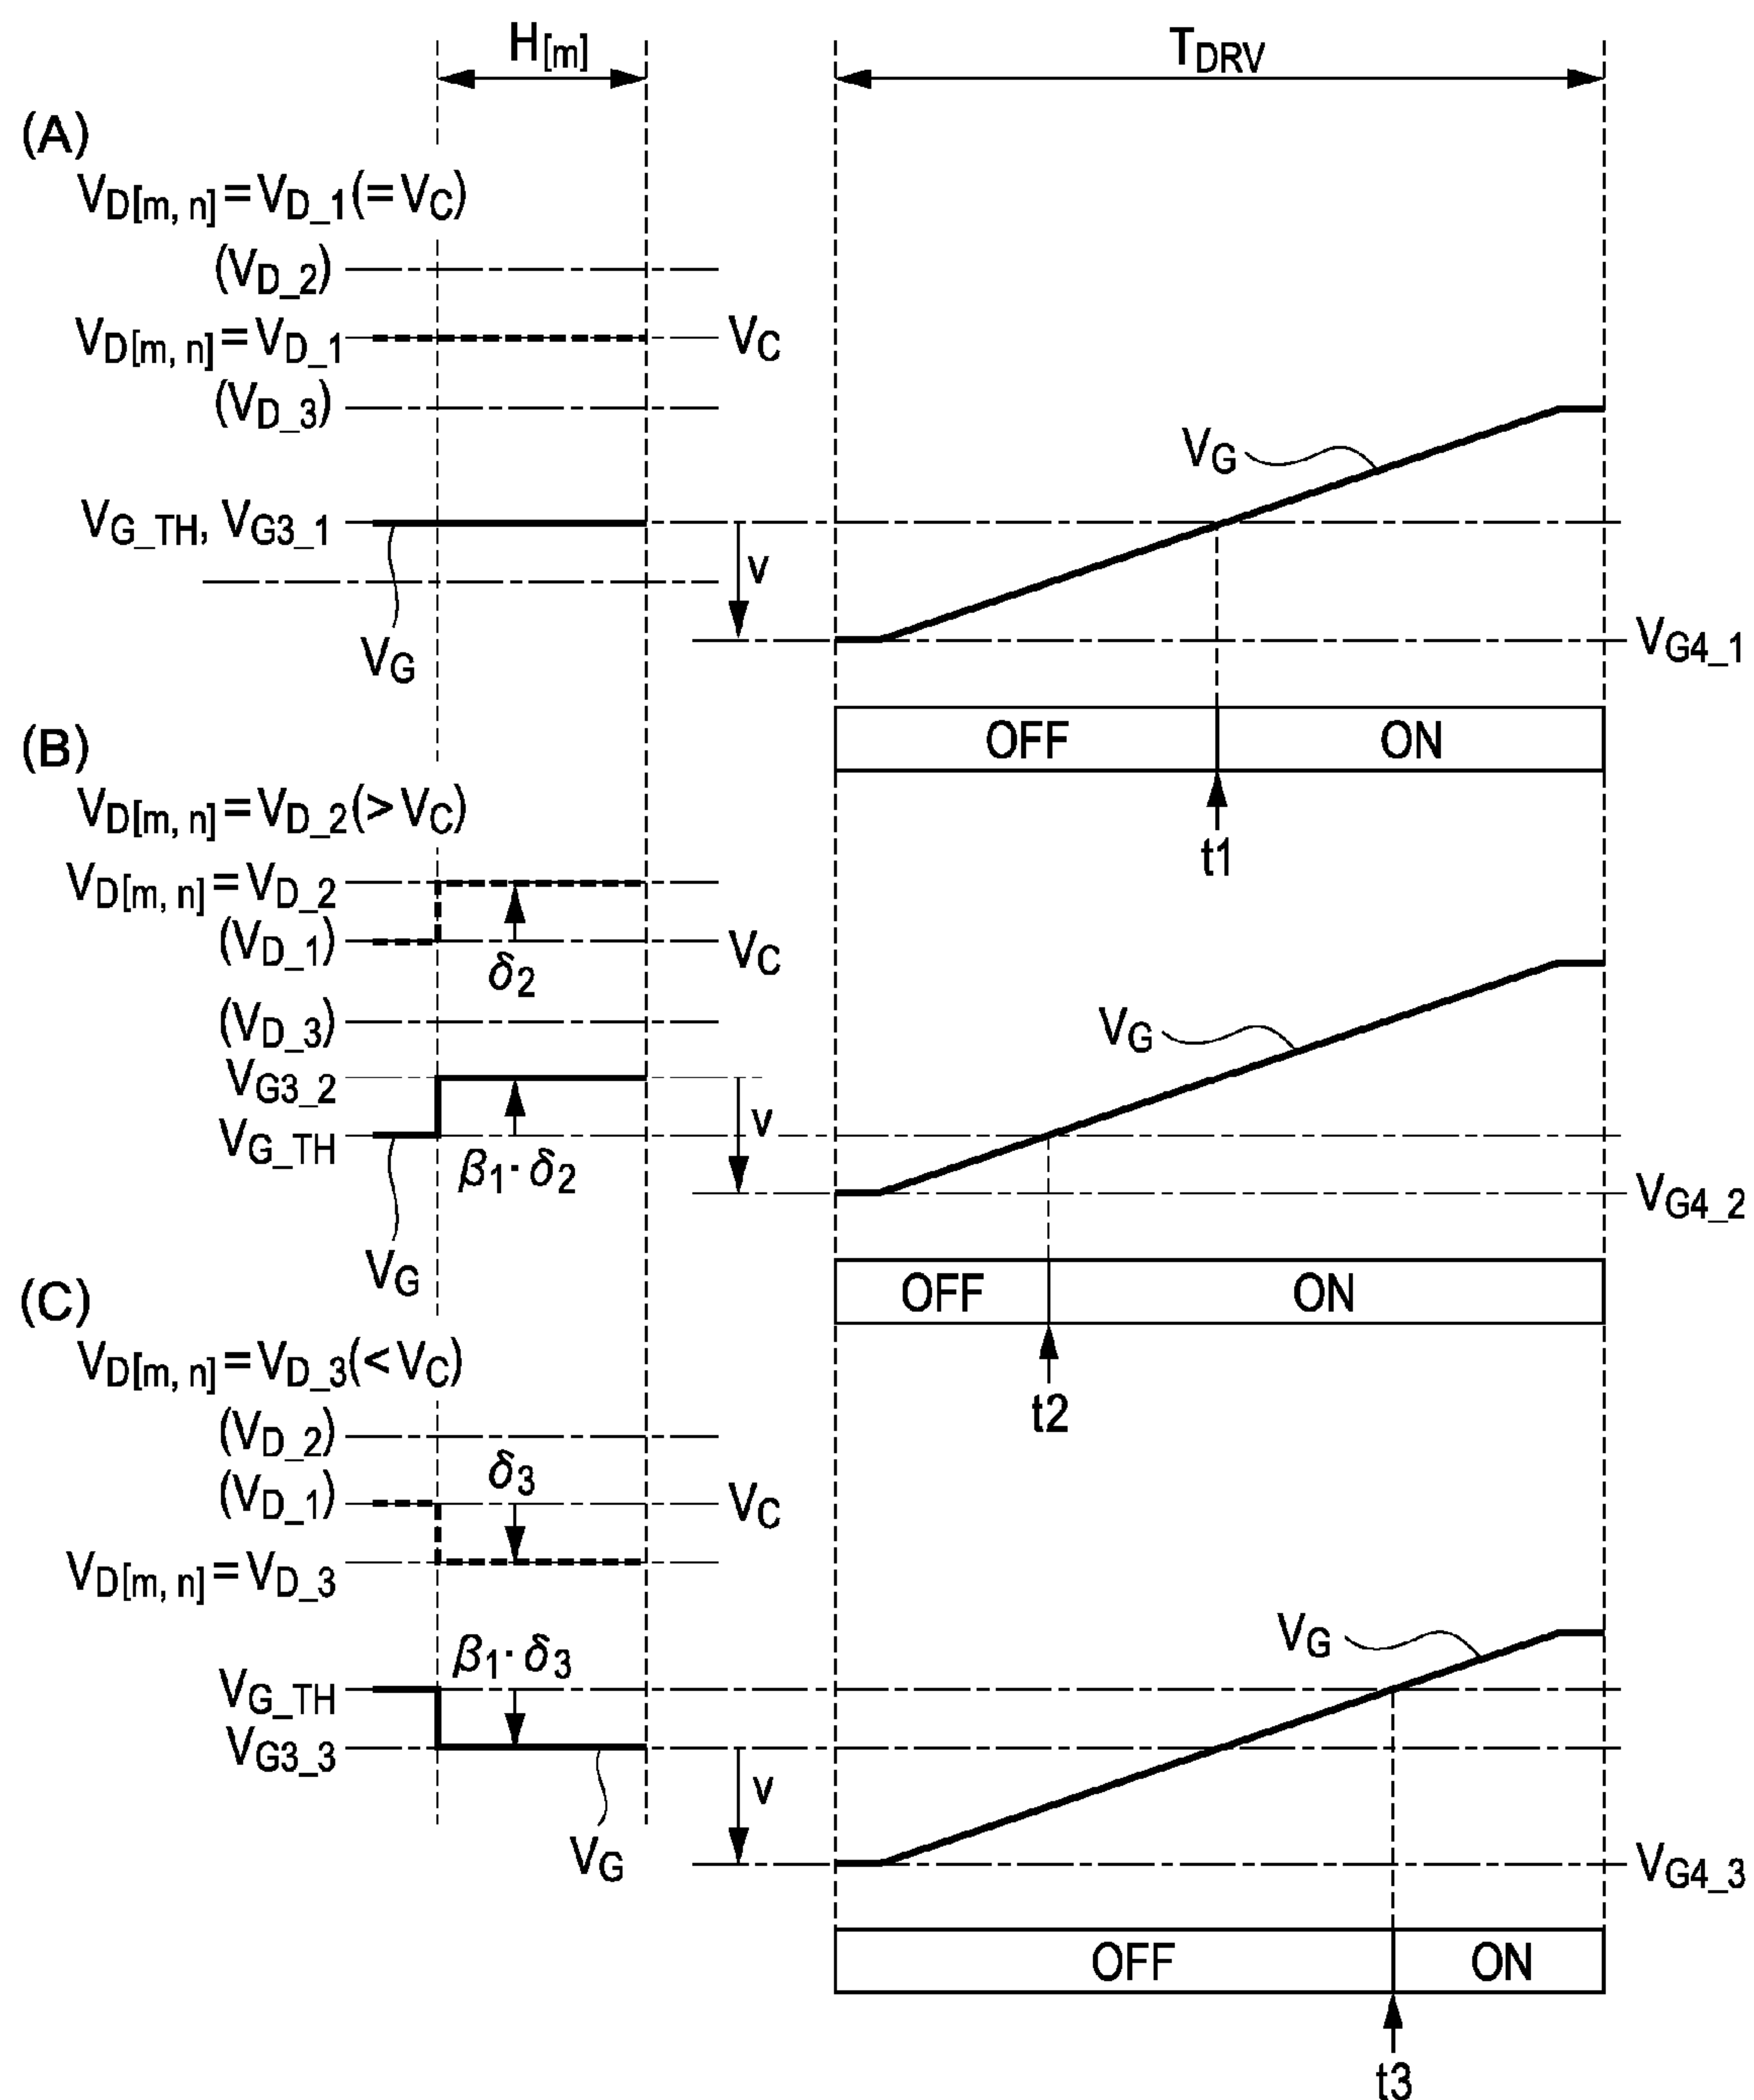 H[m]
TDRV
(A)
VD[m, n]=VD_1(=VC)
(VD_2)
VD[m, n]=VD_1
VC
(VD_3)
VG
VG_TH, VG3_1
v
VG
VG4_1
OFF
ON
t1
(B)
VD[m, n]=VD_2(>VC)
VD[m, n]=VD_2
(VD_1)
δ2
VC
(VD_3)
VG
VG3_2
v
VG_TH
β1·δ2
VG
VG4_2
OFF
ON
t2
(C)
VD[m, n]=VD_3(<VC)
(VD_2)
(VD_1)
δ3
VC
VD[m, n]=VD_3
VG
VG_TH
β1·δ3
VG3_3
v
VG
VG4_3
OFF
ON
t3